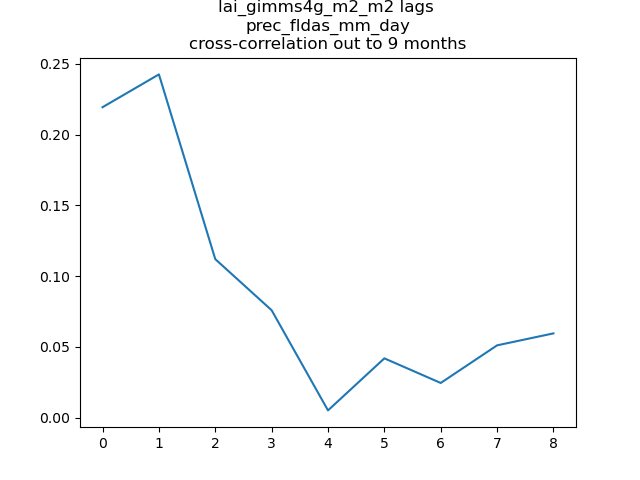 lai_gimms4g_m2_m2 lags
prec_fldas_mm_day
cross-correlation out to 9 months
0.25
0.20
0.15
0.10
0.05
0.00
0 1 2 3 4 5 6 7 8